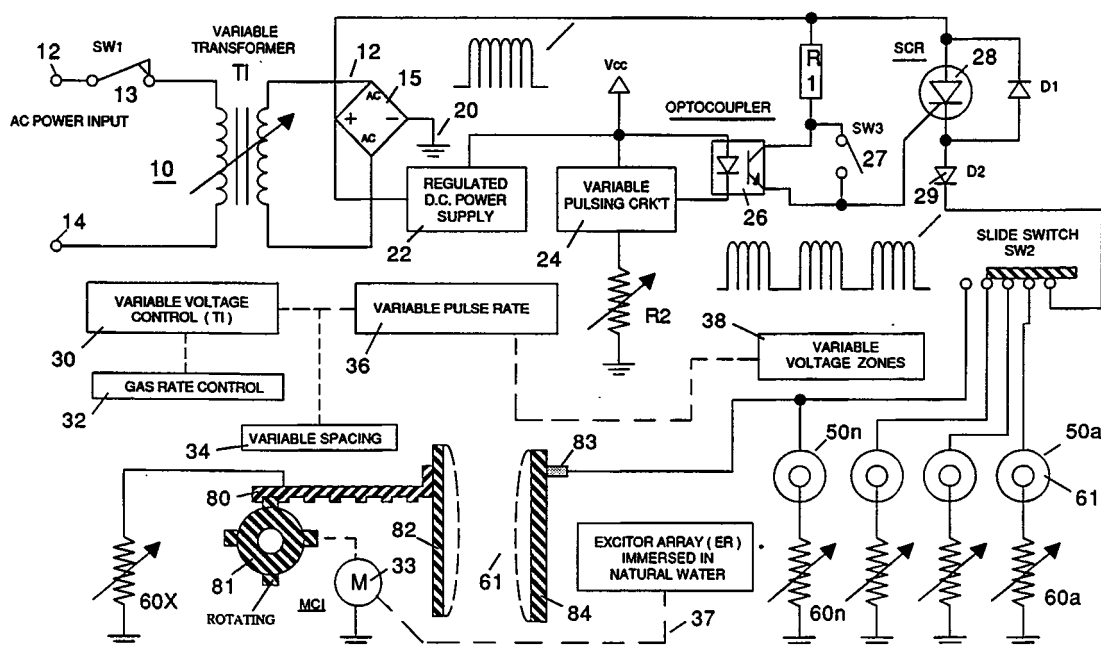 VARIABLE
TRANSFORMER
T1
12
SW1
13
AC POWER INPUT
14
10
12
15
AC
+
−
AC
20
REGULATED
D.C. POWER
SUPPLY
22
Vcc
VARIABLE
PULSING CRK'T
24
R2
OPTOCOUPLER
26
R
1
SW3
27
SCR
28
D1
D2
29
SLIDE SWITCH
SW2
VARIABLE VOLTAGE
CONTROL ( TI )
30
GAS RATE CONTROL
32
VARIABLE SPACING
34
VARIABLE PULSE RATE
36
38
VARIABLE
VOLTAGE ZONES
80
81
ROTATING
60X
MCI
M
33
82
61
83
84
EXCITOR ARRAY ( ER )
IMMERSED IN
NATURAL WATER
37
50n
50a
61
60n
60a